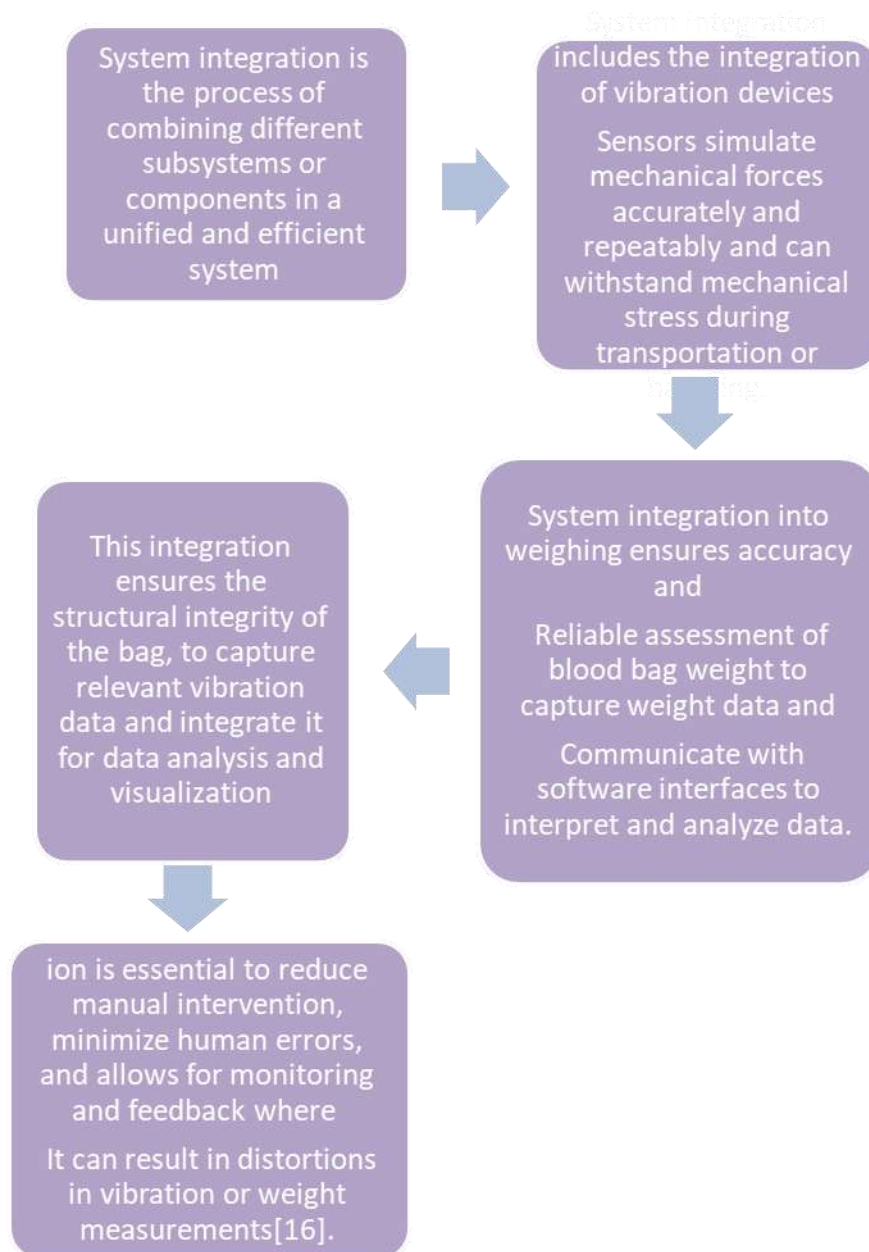 System integration is
the process of
combining different
subsystems or
components in a
unified and efficient
system
System integration
includes the integration
of vibration devices
Sensors simulate
mechanical forces
accurately and
repeatably and can
withstand mechanical
stress during
transportation or
System integration into
weighing ensures accuracy
and
Reliable assessment of
blood bag weight to
capture weight data and
Communicate with
software interfaces to
interpret and analyze data.
This integration
ensures the
structural integrity of
the bag, to capture
relevant vibration
data and integrate it
for data analysis and
visualization
ion is essential to reduce
manual intervention,
minimize human errors,
and allows for monitoring
and feedback where
It can result in distortions
in vibration or weight
measurements[16].